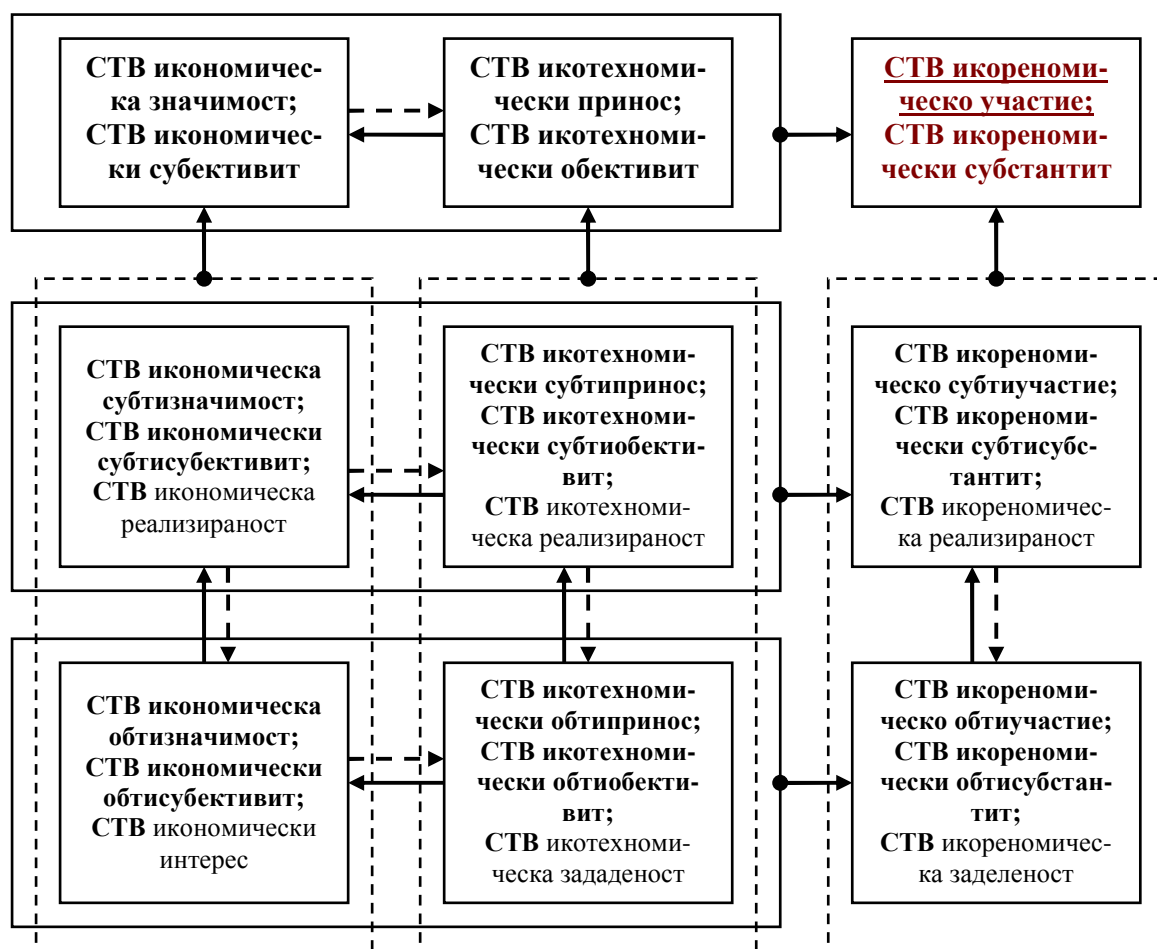 СТВ икономичес-
ка значимост;
СТВ икономичес-
ки субективит
СТВ икотехноми-
чески принос;
СТВ икотехноми-
чески обективит
СТВ икореноми-
ческо участие;
СТВ икореноми-
чески субстантит
СТВ икономическа
субтизначимост;
СТВ икономически
субтисубективит;
СТВ икономическа
реализираност
СТВ икотехноми-
чески субтипринос;
СТВ икотехноми-
чески субтиобекти-
вит;
СТВ икотехноми-
ческа реализираност
СТВ икореноми-
ческо субтиучастие;
СТВ икореноми-
чески субтисубс-
тантит;
СТВ икореномичес-
ка реализираност
СТВ икономическа
обтизначимост;
СТВ икономически
обтисубективит;
СТВ икономически
интерес
СТВ икотехноми-
чески обтипринос;
СТВ икотехноми-
чески обтиобекти-
вит;
СТВ икотехноми-
ческа зададеност
СТВ икореноми-
ческо обтиучастие;
СТВ икореноми-
чески обтисубстан-
тит;
СТВ икореномичес-
ка заделеност